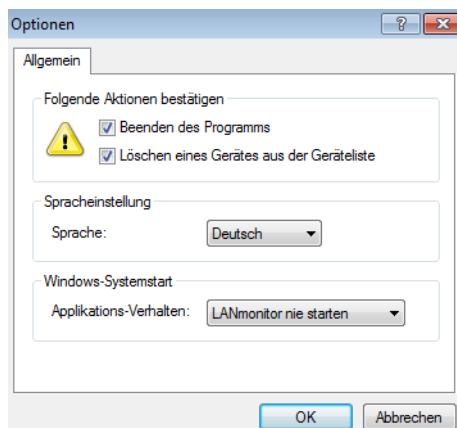 Optionen
Allgemein
Folgende Aktionen bestätigen
Beenden des Programms
Löschen eines Gerätes aus der Geräteliste
Spracheinstellung
Sprache: Deutsch
Windows-Systemstart
Applikations-Verhalten: LANmonitor nie starten
OK Abbrechen